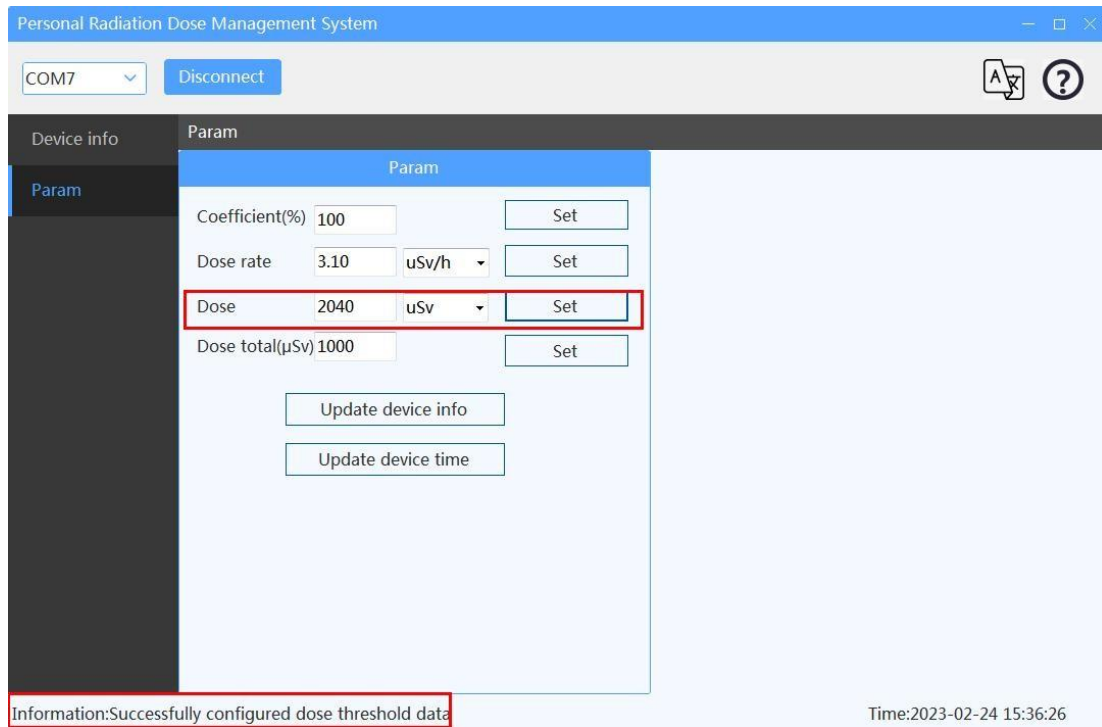 Personal Radiation Dose Management System
COM7 Disconnect
Device info
Param
Param
Param
Coefficient(%) 100 Set
Dose rate 3.10 uSv/h Set
Dose 2040 uSv Set
Dose total(μSv) 1000 Set
Update device info
Update device time
Information:Successfully configured dose threshold data
Time:2023-02-24 15:36:26